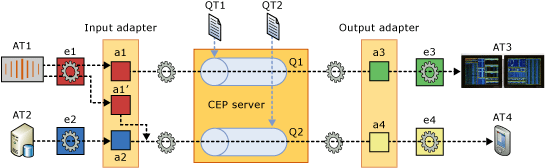 QT1 QT2
Input adapter Output adapter
AT1 e1 a1 Q1 a3 e3 AT3
a1'
CEP server
AT2 e2 a2 Q2 a4 e4 AT4